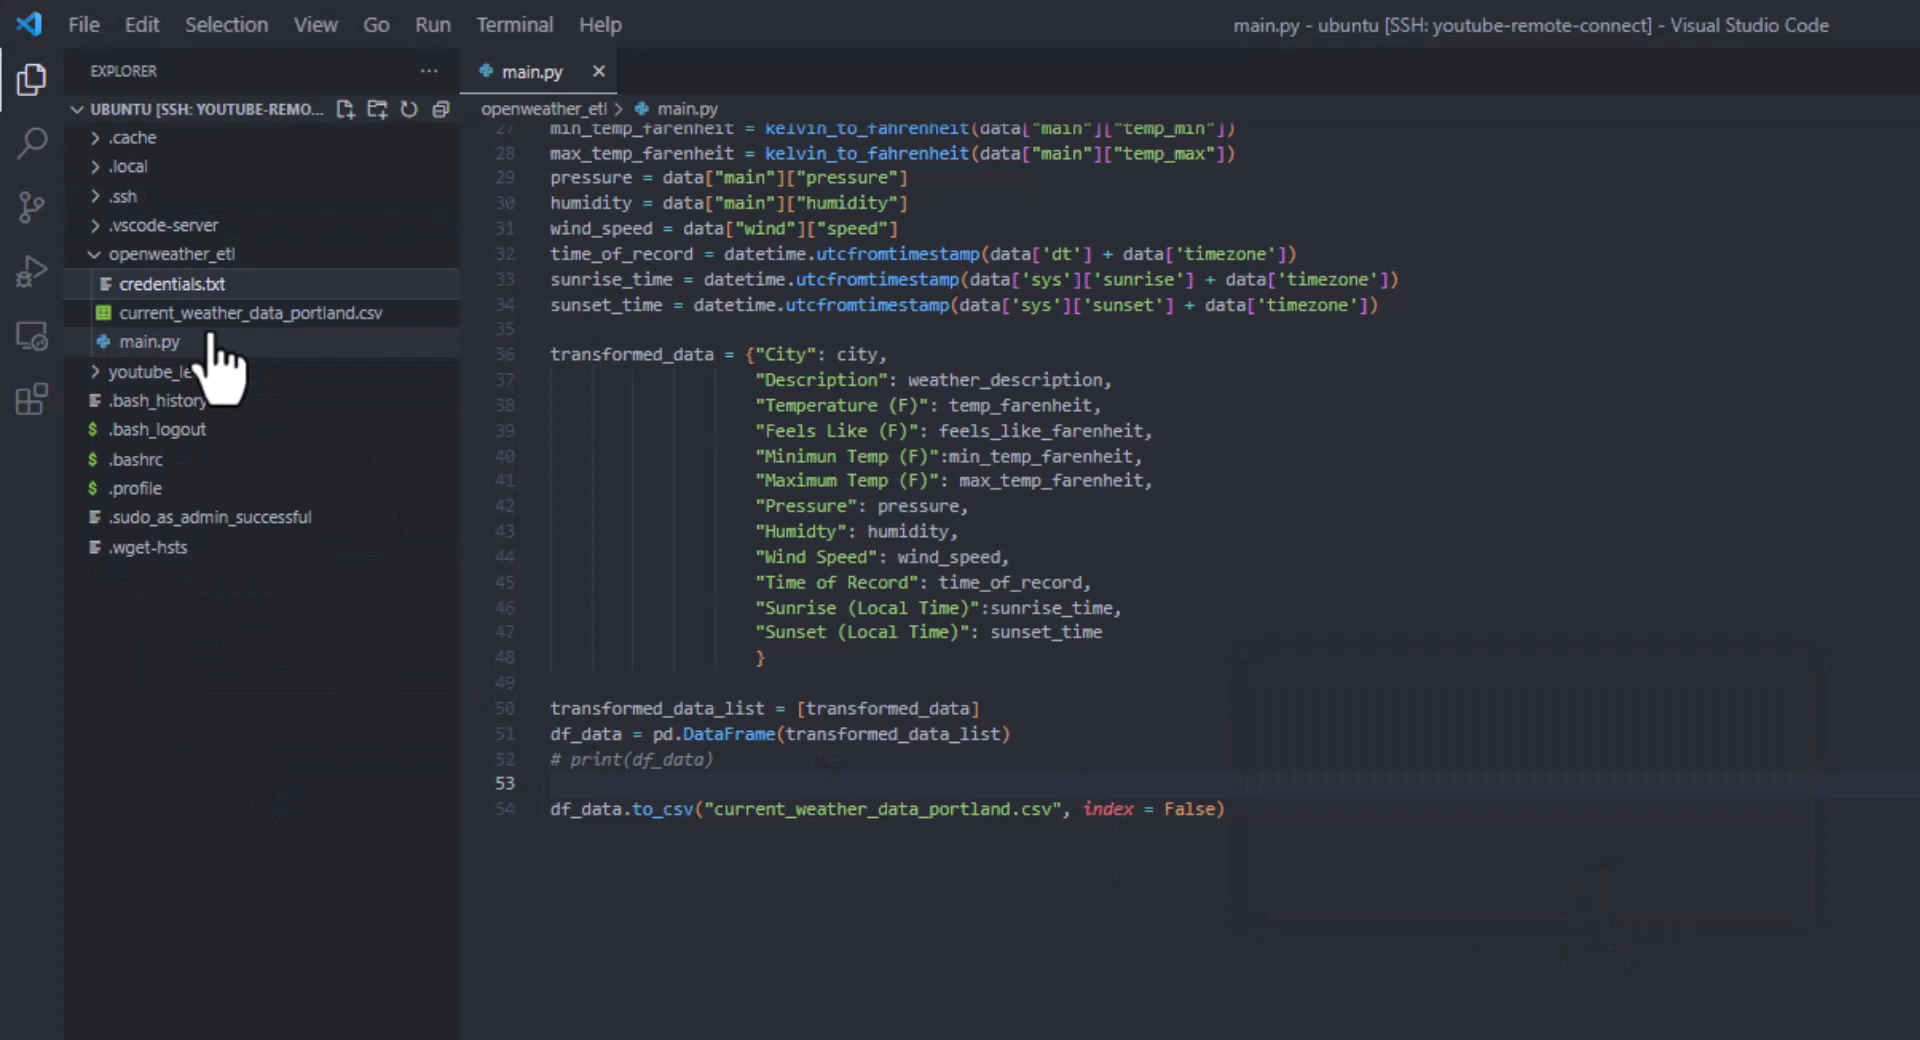 File Edit Selection View Go Run Terminal Help
main.py - ubuntu [SSH: youtube-remote-connect] - Visual Studio Code
EXPLORER
UBUNTU [SSH: YOUTUBE-REMO...
.cache
.local
.ssh
.vscode-server
openweather_etl
credentials.txt
current_weather_data_portland.csv
main.py
.bash_history
.bash_logout
.bashrc
.profile
.sudo_as_admin_successful
.wget-hsts
main.py
openweather_etl > main.py
27 min_temp_farenheit = kelvin_to_fahrenheit(data["main"]["temp_min"])
28 max_temp_farenheit = kelvin_to_fahrenheit(data["main"]["temp_max"])
29 pressure = data["main"]["pressure"]
30 humidity = data["main"]["humidity"]
31 wind_speed = data["wind"]["speed"]
32 time_of_record = datetime.utcfromtimestamp(data['dt'] + data['timezone'])
33 sunrise_time = datetime.utcfromtimestamp(data['sys']['sunrise'] + data['timezone'])
34 sunset_time = datetime.utcfromtimestamp(data['sys']['sunset'] + data['timezone'])
35
36 transformed_data = {"City": city,
37 "Description": weather_description,
38 "Temperature (F)": temp_farenheit,
39 "Feels Like (F)": feels_like_farenheit,
40 "Minimun Temp (F)":min_temp_farenheit,
41 "Maximum Temp (F)": max_temp_farenheit,
42 "Pressure": pressure,
43 "Humidty": humidity,
44 "Wind Speed": wind_speed,
45 "Time of Record": time_of_record,
46 "Sunrise (Local Time)":sunrise_time,
47 "Sunset (Local Time)": sunset_time
48 }
49
50 transformed_data_list = [transformed_data]
51 df_data = pd.DataFrame(transformed_data_list)
52 # print(df_data)
53
54 df_data.to_csv("current_weather_data_portland.csv", index = False)